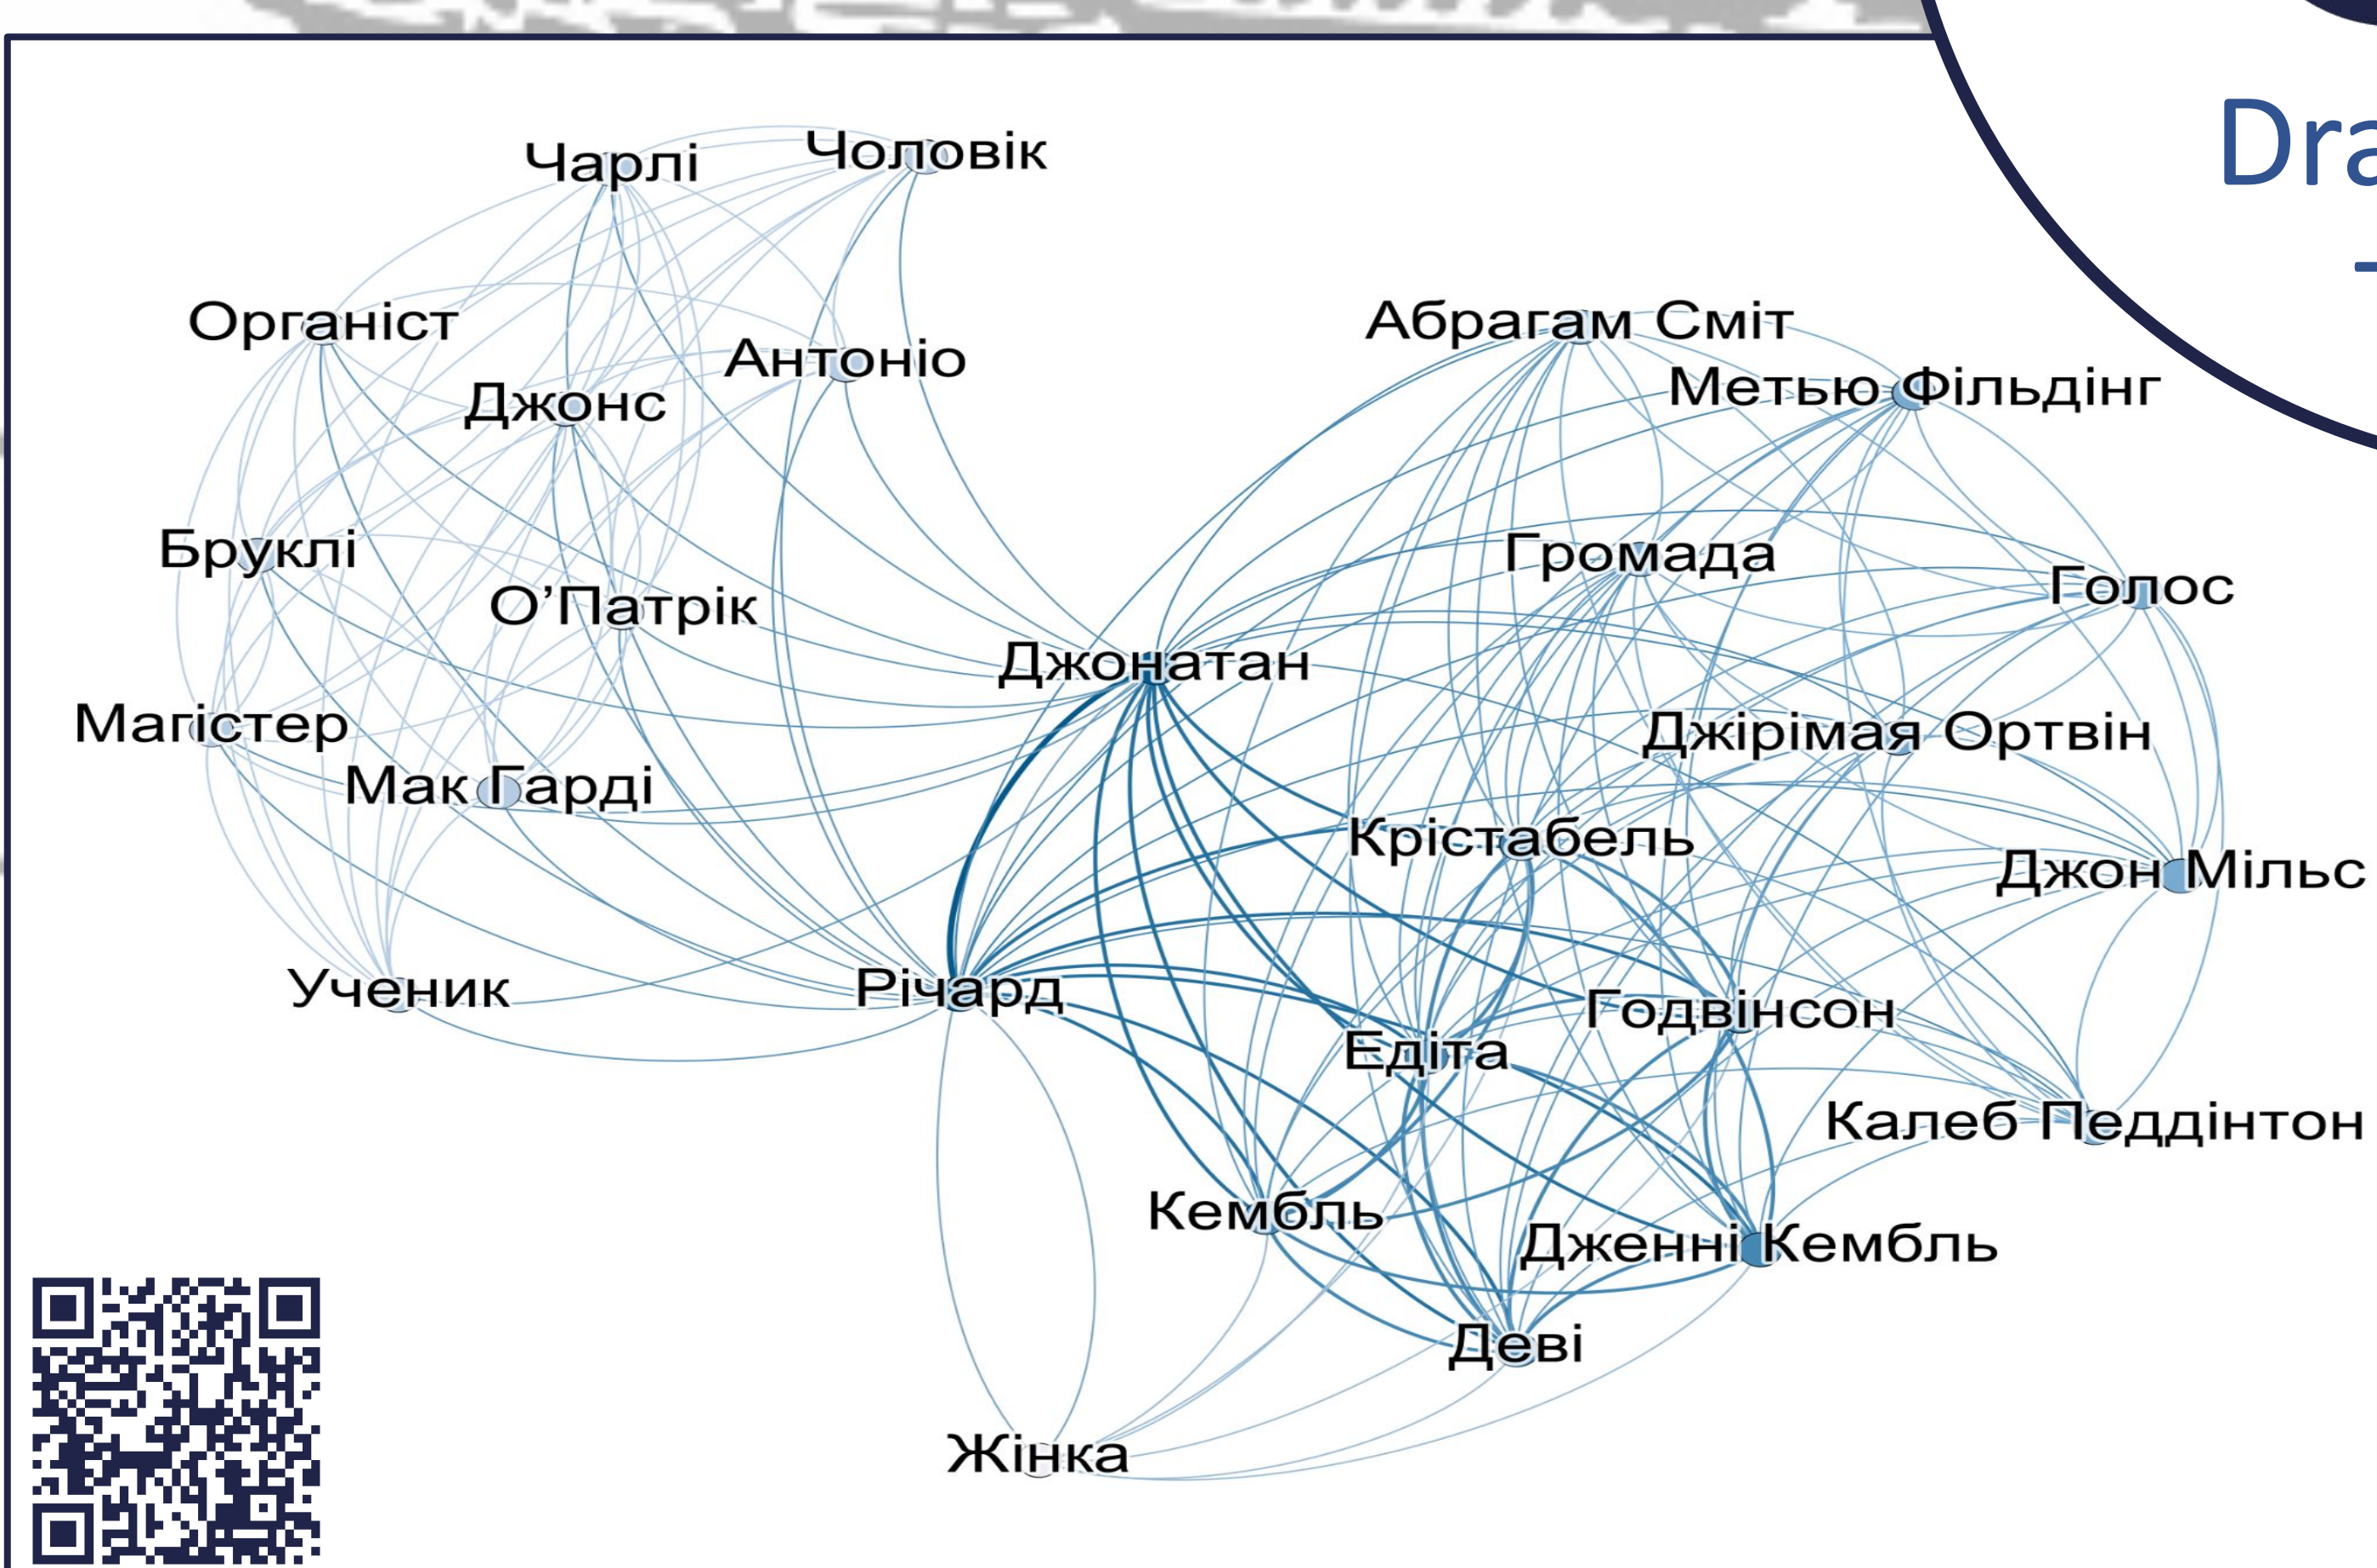 Dra
Чарлі
Чоловік
Органіст
Антоніо
Джонс
Абрагам Сміт
Метью Фільдінг
Бруклі
О’Патрік
Громада
Голос
Джонатан
Магістер
Мак Гарді
Джірімая Ортвін
Крістабель
Джон Мільс
Ученик
Річард
Годвінсон
Едіта
Калеб Педдінтон
Кембль
Дженні Кембль
Деві
Жінка